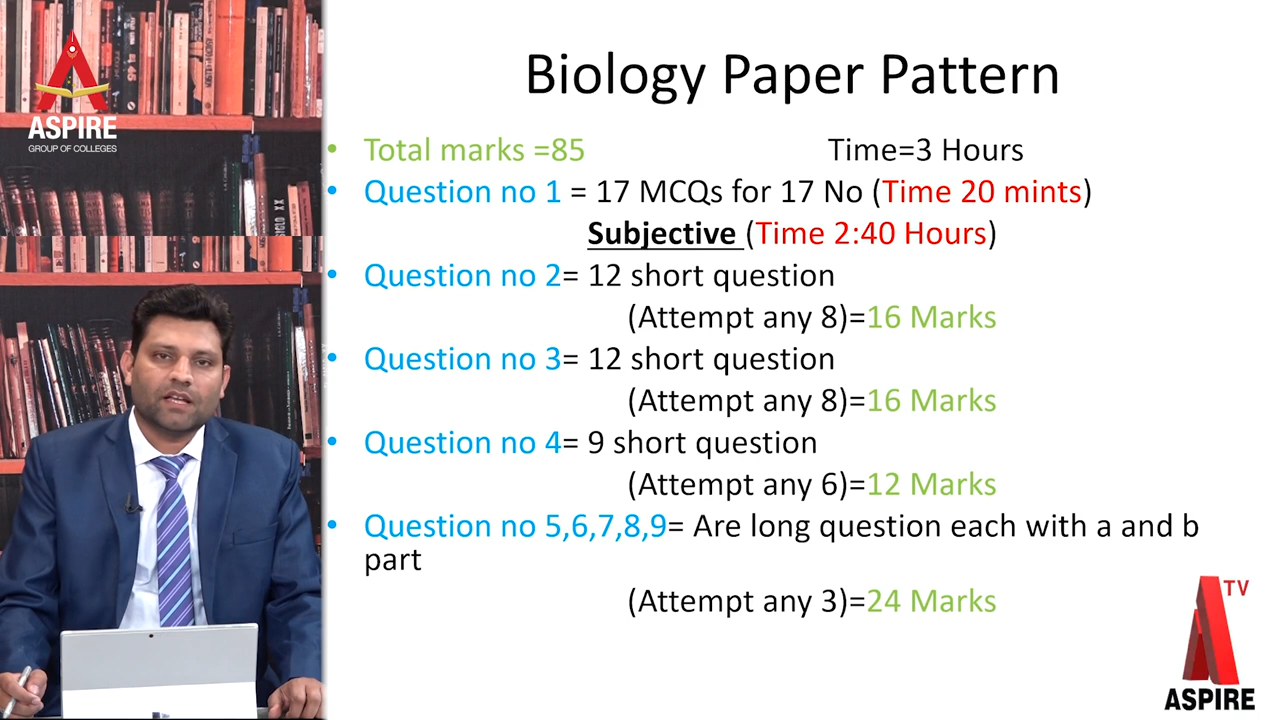 ASPIRE
GROUP OF COLLEGES
Biology Paper Pattern
• Total marks =85 Time=3 Hours
• Question no 1 = 17 MCQs for 17 No (Time 20 mints)
Subjective (Time 2:40 Hours)
• Question no 2= 12 short question
(Attempt any 8)=16 Marks
• Question no 3= 12 short question
(Attempt any 8)=16 Marks
• Question no 4= 9 short question
(Attempt any 6)=12 Marks
• Question no 5,6,7,8,9= Are long question each with a and b
part
(Attempt any 3)=24 Marks
TV
ASPIRE